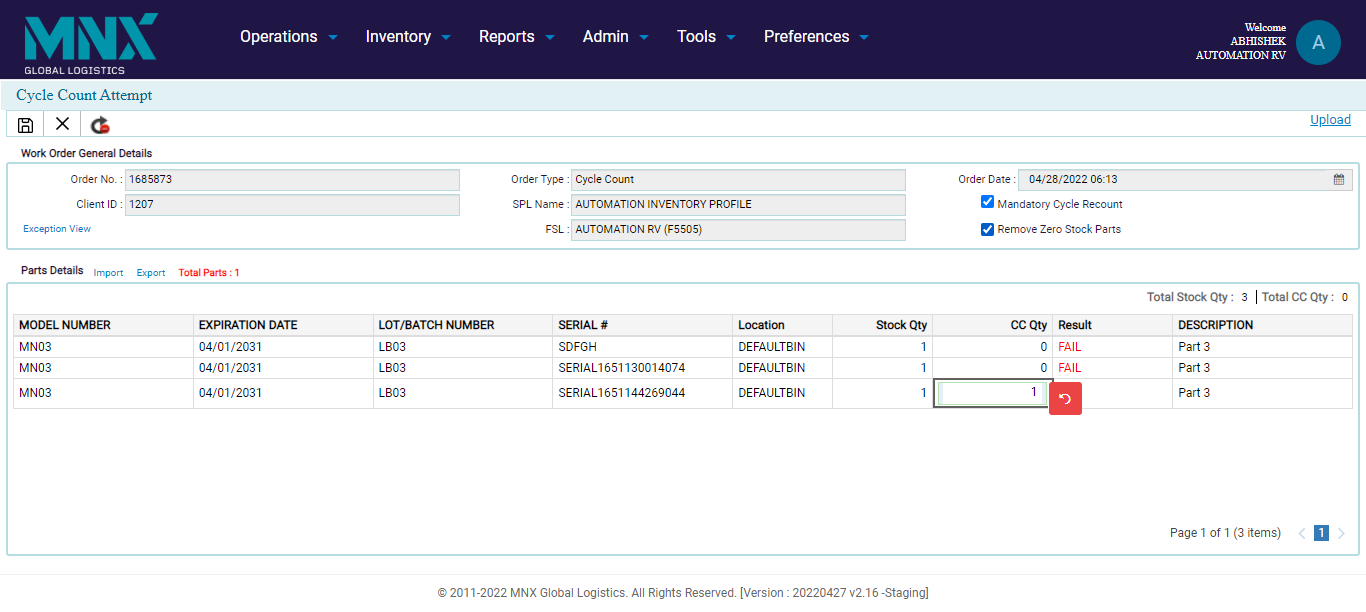 MNX
GLOBAL LOGISTICS
Operations Inventory Reports Admin Tools Preferences
Welcome
ABHISHEK
AUTOMATION RV
A
Cycle Count Attempt
Upload
Work Order General Details
Order No. : 1685873 Order Type : Cycle Count Order Date : 04/28/2022 06:13
Client ID : 1207 SPL Name : AUTOMATION INVENTORY PROFILE Mandatory Cycle Recount
Exception View FSL : AUTOMATION RV (F5505) Remove Zero Stock Parts
Parts Details Import Export Total Parts : 1
Total Stock Qty : 3 Total CC Qty : 0
MODEL NUMBER EXPIRATION DATE LOT/BATCH NUMBER SERIAL # Location Stock Qty CC Qty Result DESCRIPTION
MN03 04/01/2031 LB03 SDFGH DEFAULTBIN 1 0 FAIL Part 3
MN03 04/01/2031 LB03 SERIAL1651130014074 DEFAULTBIN 1 0 FAIL Part 3
MN03 04/01/2031 LB03 SERIAL1651144269044 DEFAULTBIN 1 1 Part 3
Page 1 of 1 (3 items) 1
© 2011-2022 MNX Global Logistics. All Rights Reserved. [Version : 20220427 v2.16 -Staging]